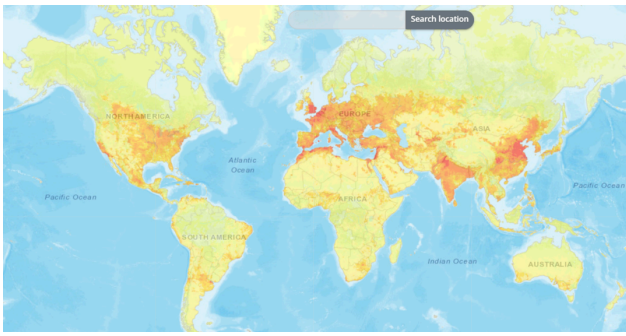 Search location
NORTH AMERICA
EUROPE
ASIA
Atlantic
Ocean
Pacific Ocean
Pacific Ocean
AFRICA
SOUTH AMERICA
Indian Ocean
AUSTRALIA